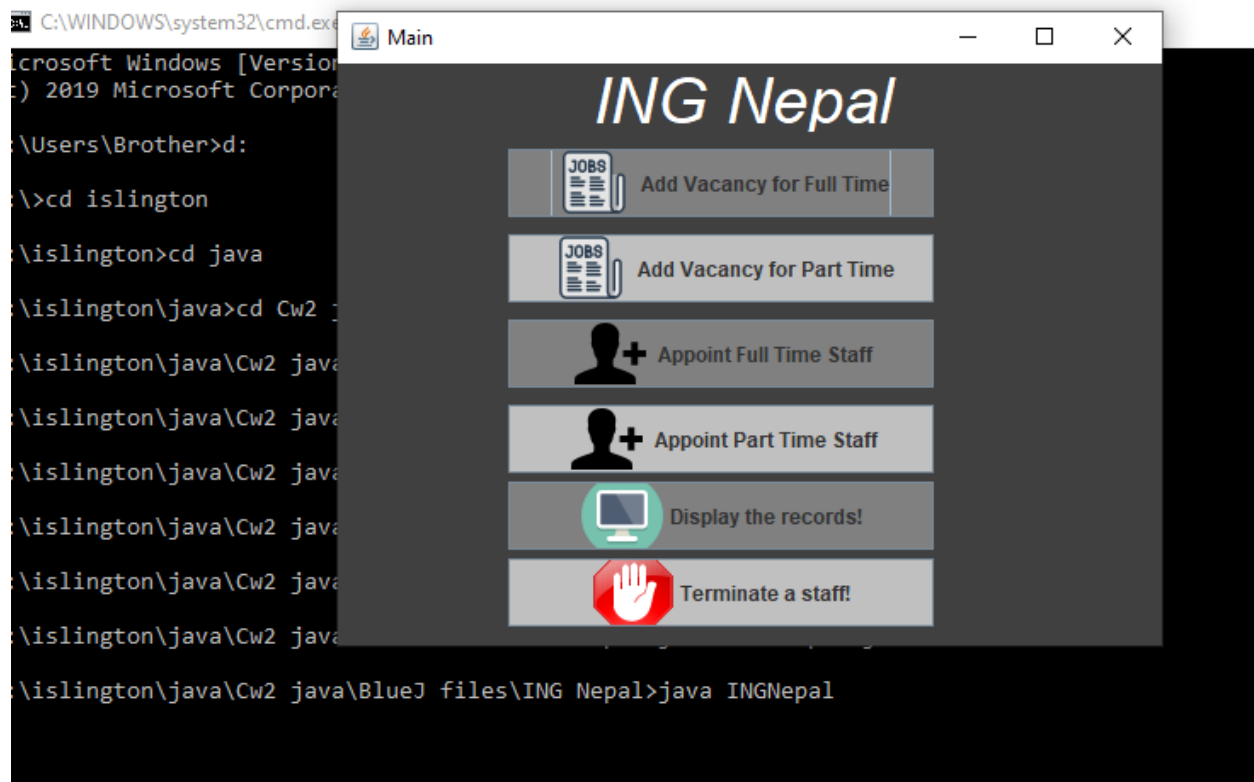 C:\WINDOWS\system32\cmd.exe
icrosoft Windows [Version
) 2019 Microsoft Corpora
:\Users\Brother>d:
:\>cd islington
:\islington>cd java
:\islington\java>cd Cw2 j
:\islington\java\Cw2 java
:\islington\java\Cw2 java
:\islington\java\Cw2 java
:\islington\java\Cw2 java
:\islington\java\Cw2 java
:\islington\java\Cw2 java
:\islington\java\Cw2 java\BlueJ files\ING Nepal>java INGNepal
Main
ING Nepal
JOBS
Add Vacancy for Full Time
JOBS
Add Vacancy for Part Time
Appoint Full Time Staff
Appoint Part Time Staff
Display the records!
Terminate a staff!